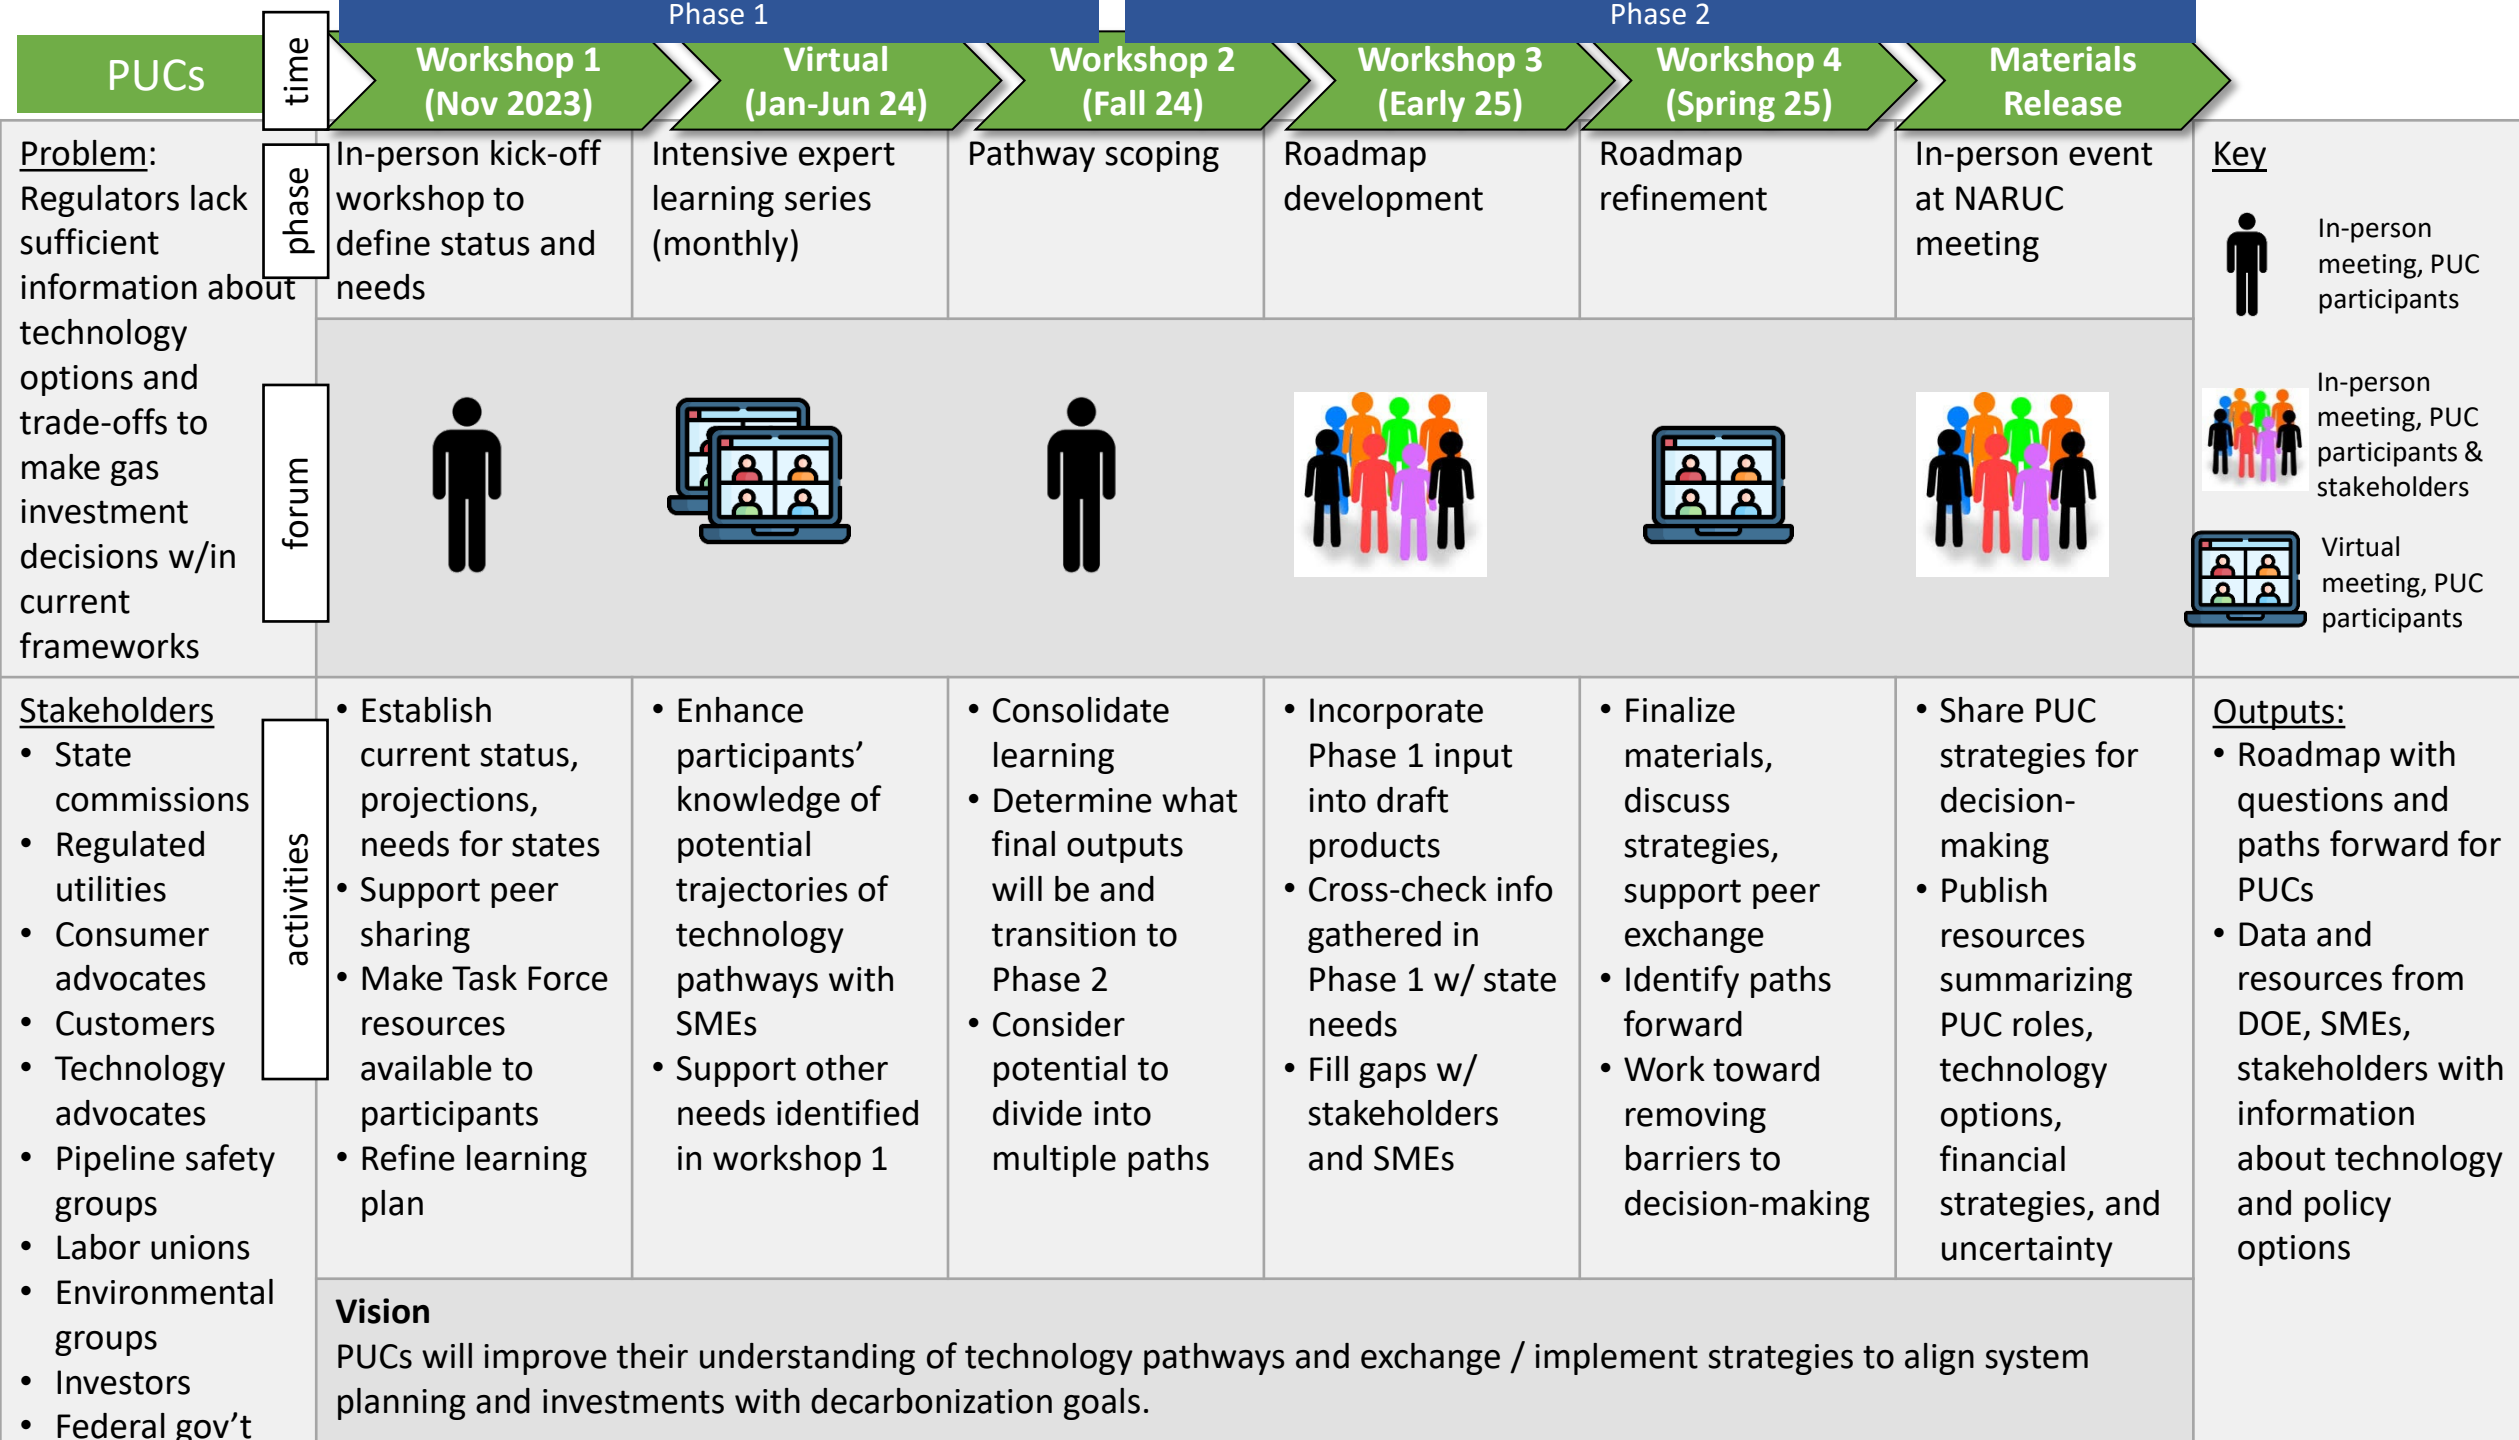 Phase 1
Phase 2
PUCs
time
Workshop 1
(Nov 2023)
Virtual
(Jan-Jun 24)
Workshop 2
(Fall 24)
Workshop 3
(Early 25)
Workshop 4
(Spring 25)
Materials
Release
Problem:
Regulators lack
sufficient
information about
technology
options and
trade-offs to
make gas
investment
decisions w/in
current
frameworks
phase
In-person kick-off
workshop to
define status and
needs
Intensive expert
learning series
(monthly)
Pathway scoping
Roadmap
development
Roadmap
refinement
In-person event
at NARUC
meeting
Key
In-person
meeting, PUC
participants
In-person
meeting, PUC
participants &
stakeholders
Virtual
meeting, PUC
participants
forum
Stakeholders
• State
commissions
• Regulated
utilities
• Consumer
advocates
• Customers
• Technology
advocates
• Pipeline safety
groups
• Labor unions
• Environmental
groups
• Investors
• Federal gov’t
activities
• Establish
current status,
projections,
needs for states
• Support peer
sharing
• Make Task Force
resources
available to
participants
• Refine learning
plan
• Enhance
participants’
knowledge of
potential
trajectories of
technology
pathways with
SMEs
• Support other
needs identified
in workshop 1
• Consolidate
learning
• Determine what
final outputs
will be and
transition to
Phase 2
• Consider
potential to
divide into
multiple paths
• Incorporate
Phase 1 input
into draft
products
• Cross-check info
gathered in
Phase 1 w/ state
needs
• Fill gaps w/
stakeholders
and SMEs
• Finalize
materials,
discuss
strategies,
support peer
exchange
• Identify paths
forward
• Work toward
removing
barriers to
decision-making
• Share PUC
strategies for
decision-
making
• Publish
resources
summarizing
PUC roles,
technology
options,
financial
strategies, and
uncertainty
Outputs:
• Roadmap with
questions and
paths forward for
PUCs
• Data and
resources from
DOE, SMEs,
stakeholders with
information
about technology
and policy
options
Vision
PUCs will improve their understanding of technology pathways and exchange / implement strategies to align system
planning and investments with decarbonization goals.